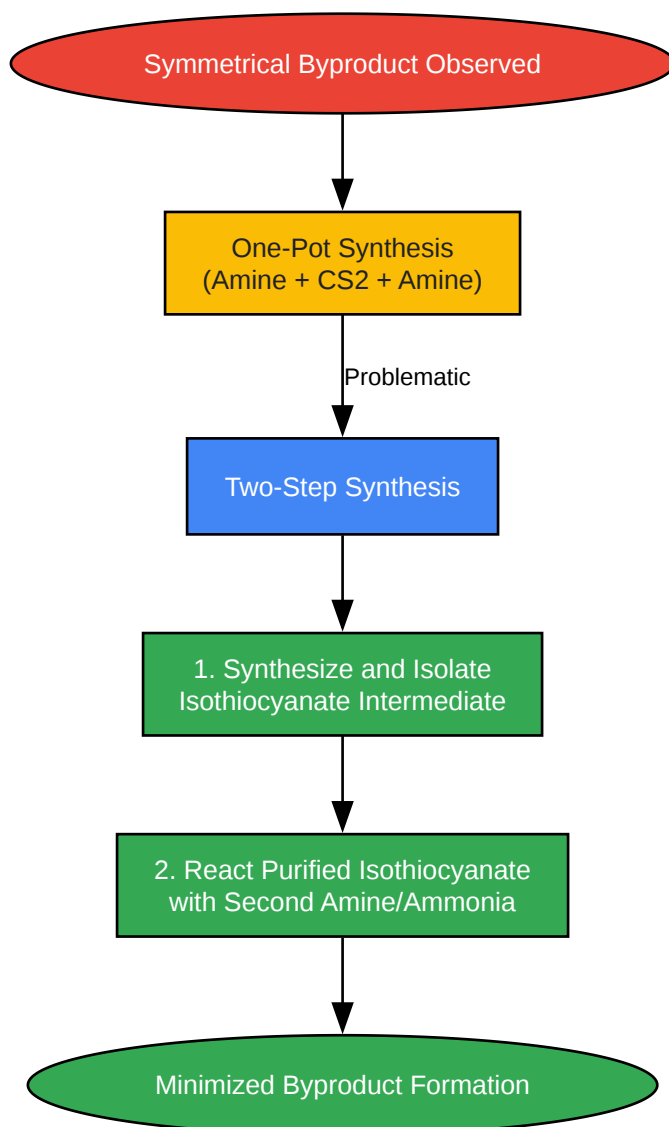 Symmetrical Byproduct Observed
One-Pot Synthesis
(Amine + CS2 + Amine)
Problematic
Two-Step Synthesis
1. Synthesize and Isolate
Isothiocyanate Intermediate
2. React Purified Isothiocyanate
with Second Amine/Ammonia
Minimized Byproduct Formation